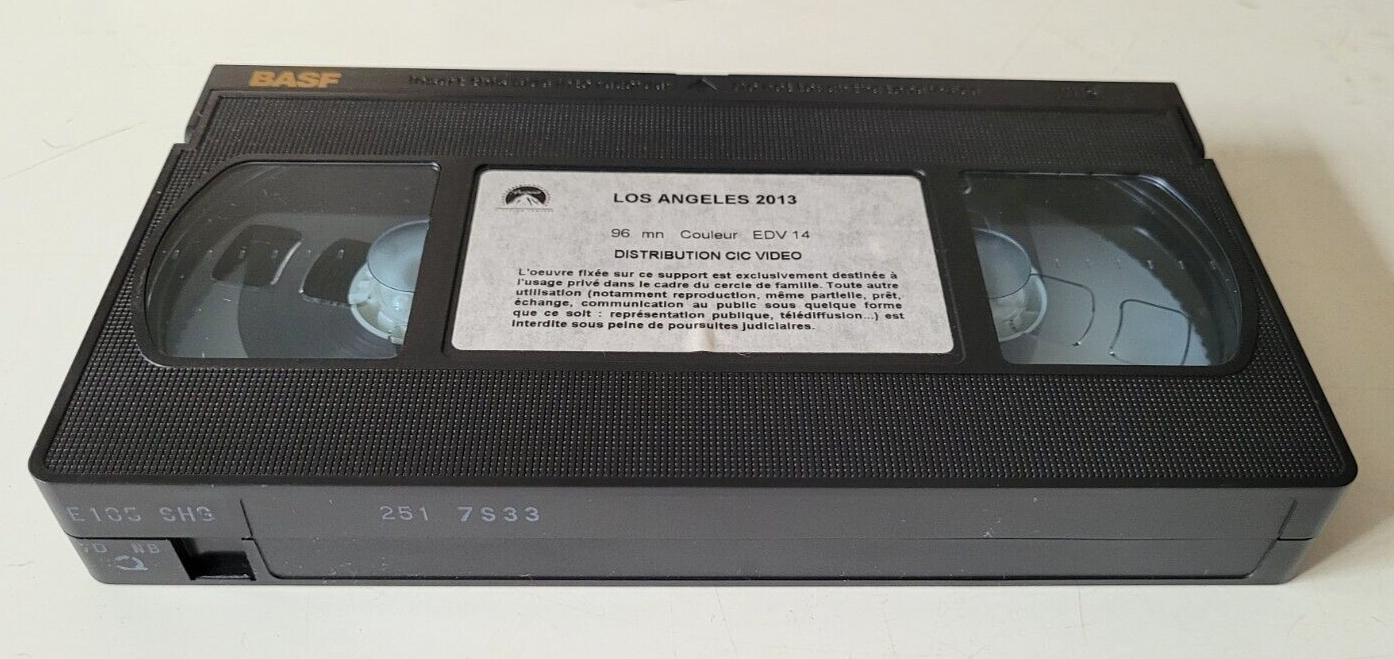 BASF
LOS ANGELES 2013
96 mn Couleur EDV 14
DISTRIBUTION CIC VIDEO
L'oeuvre fixée sur ce support est exclusivement destinée à
l'usage privé dans le cadre du cercle de famille. Toute autre
utilisation (notamment reproduction, même partielle, prêt,
échange, communication au public sous quelque forme
que ce soit : représentation publique, télédiffusion...) est
interdite sous peine de poursuites judiciaires.
251 7S33
NB